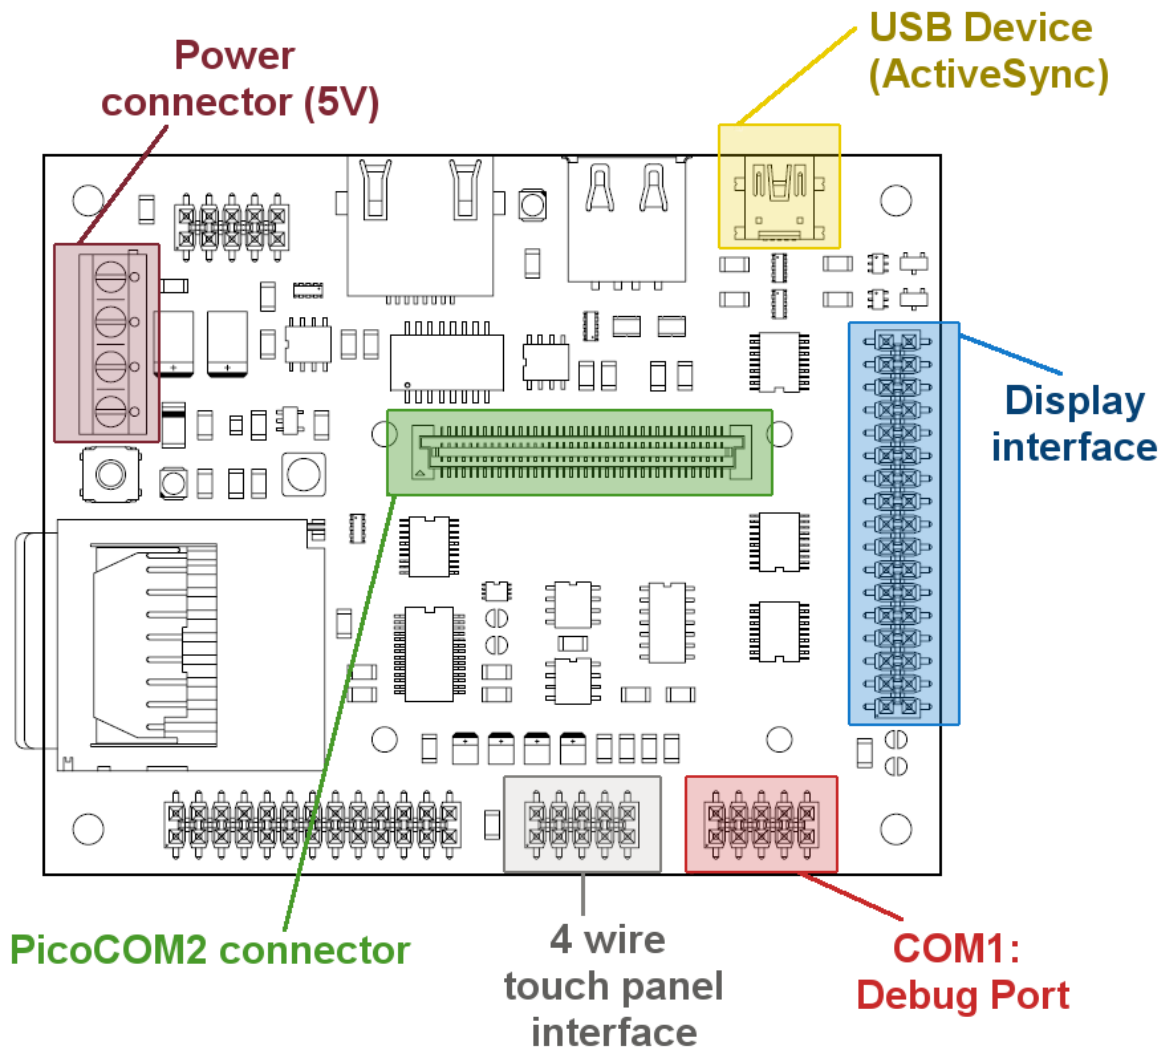 Power
connector (5V)
USB Device
(ActiveSync)
Display
interface
PicoCOM2 connector
4 wire
touch panel
interface
COM1:
Debug Port